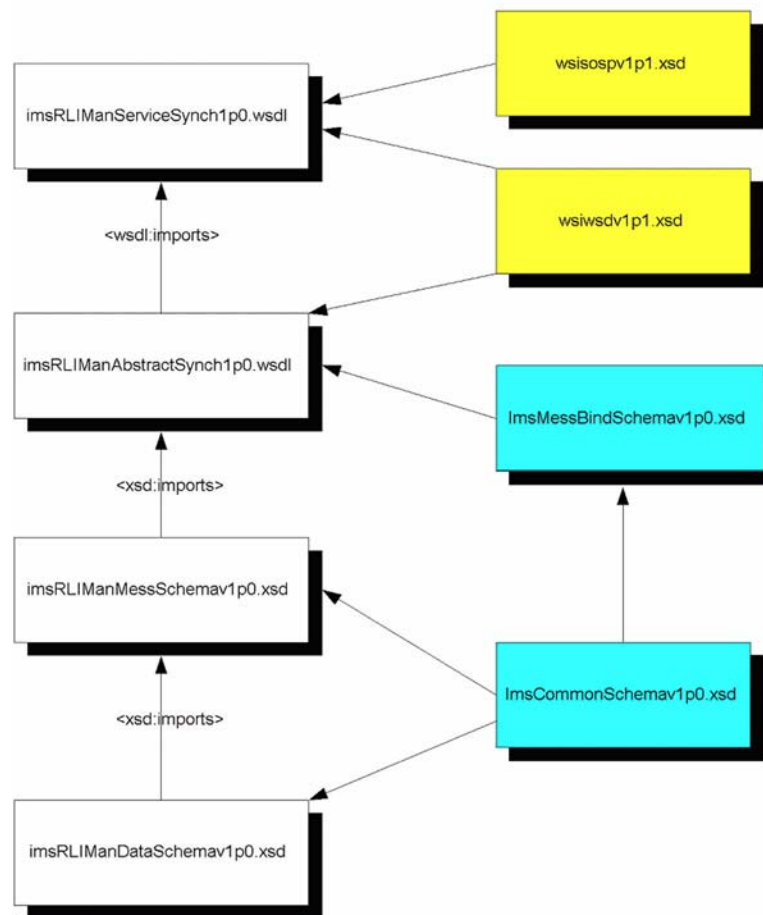 wsisospv1p1.xsd
imsRLIManServiceSynch1p0.wsdl
wsiwsdv1p1.xsd
<wsdl:imports>
imsRLIManAbstractSynch1p0.wsdl
ImsMessBindSchemav1p0.xsd
<xsd:imports>
imsRLIManMessSchemav1p0.xsd
ImsCommonSchemav1p0.xsd
<xsd:imports>
imsRLIManDataSchemav1p0.xsd